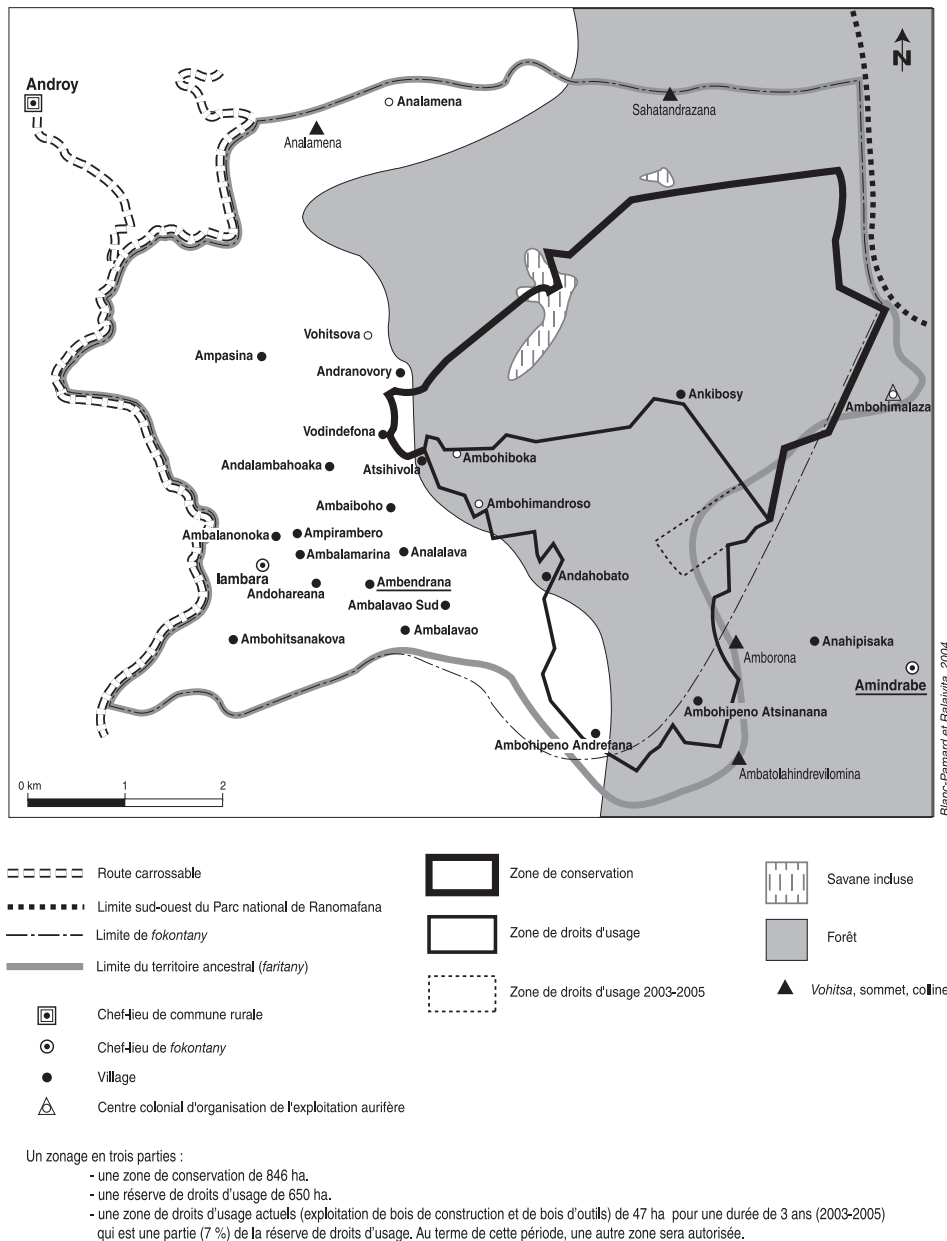 N
Androy
Analamena
Analamena
Sahatandrazana
Vohitsova
Ampasina
Andranovory
Ankibosy
Ambohimalaza
Vodindefona
Ambohiboka
Andalambahoaka
Atsihivola
Ambohimandroso
Ambaiboho
Ambalanonoka
Ampirambero
Ambalamarina
Analalava
Iambara
Andohareana
Ambendrana
Andahobato
Ambalavao Sud
Ambohitsanakova
Ambalavao
Amborona
Anahipisaka
Amindrabe
Ambohipeno Atsinanana
Ambohipeno Andrefana
Ambatolahindrevilomina
0 km 1 2
Blanc-Pamard et Ralaivita, 2004
Route carrossable
Limite sud-ouest du Parc national de Ranomafana
Limite de fokontany
Limite du territoire ancestral (faritany)
Chef-lieu de commune rurale
Chef-lieu de fokontany
Village
Centre colonial d'organisation de l'exploitation aurifère
Zone de conservation
Zone de droits d'usage
Zone de droits d'usage 2003-2005
Savane incluse
Forêt
Vohitsa, sommet, colline
Un zonage en trois parties :
- une zone de conservation de 846 ha.
- une réserve de droits d'usage de 650 ha.
- une zone de droits d'usage actuels (exploitation de bois de construction et de bois d'outils) de 47 ha pour une durée de 3 ans (2003-2005)
qui est une partie (7 %) de la réserve de droits d'usage. Au terme de cette période, une autre zone sera autorisée.